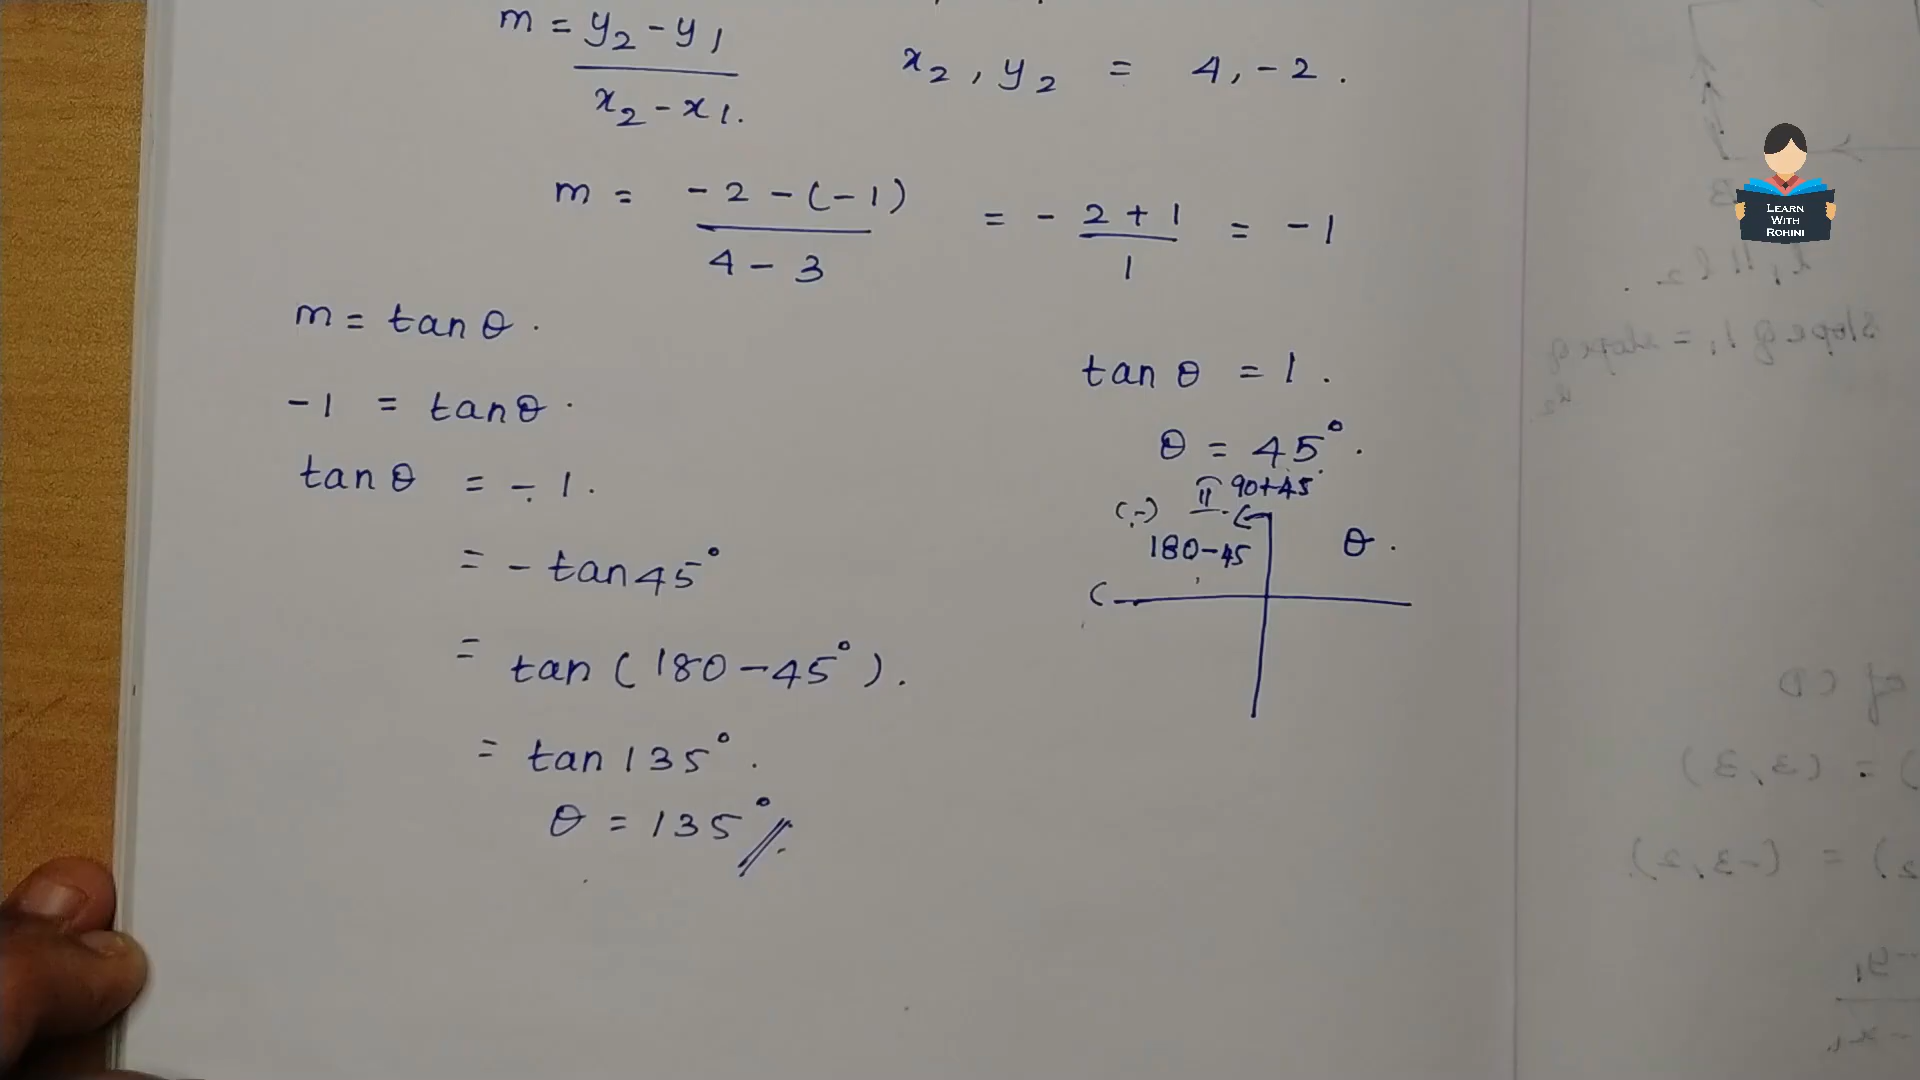 m = y2 - y1
x2 - x1.
x2, y2 = 4, -2.
m = -2 -(-1)
4 - 3
= - 2 + 1
1
= -1
m = tan θ.
-1 = tan θ.
tan θ = - 1.
= - tan 45°
= tan (180 - 45°).
= tan 135°.
θ = 135°//.
tan θ = 1.
θ = 45°.
(-) II 90+45
180-45 θ.
LEARN
WITH
ROHINI